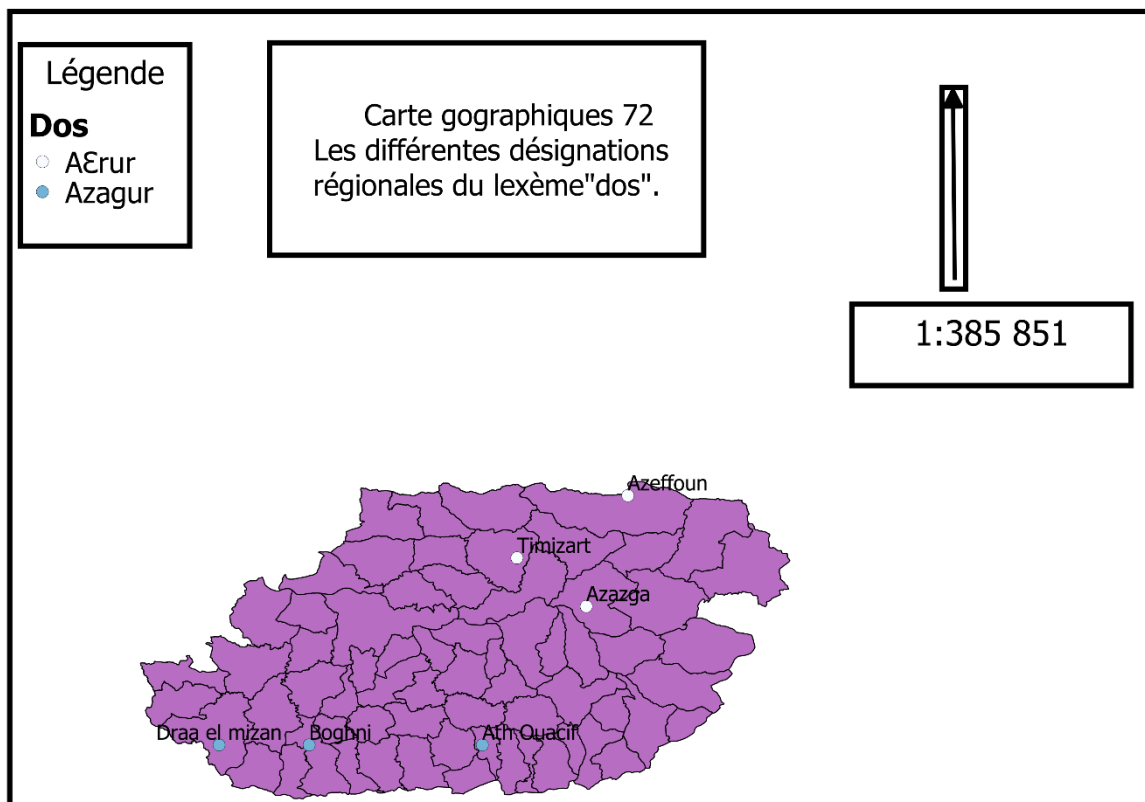 Légende
Dos
AƐrur
Azagur
Carte gographiques 72
Les différentes désignations
régionales du lexème"dos".
1:385 851
Azeffoun
Timizart
Azazga
Draa el mizan
Boghni
Ath Ouacif